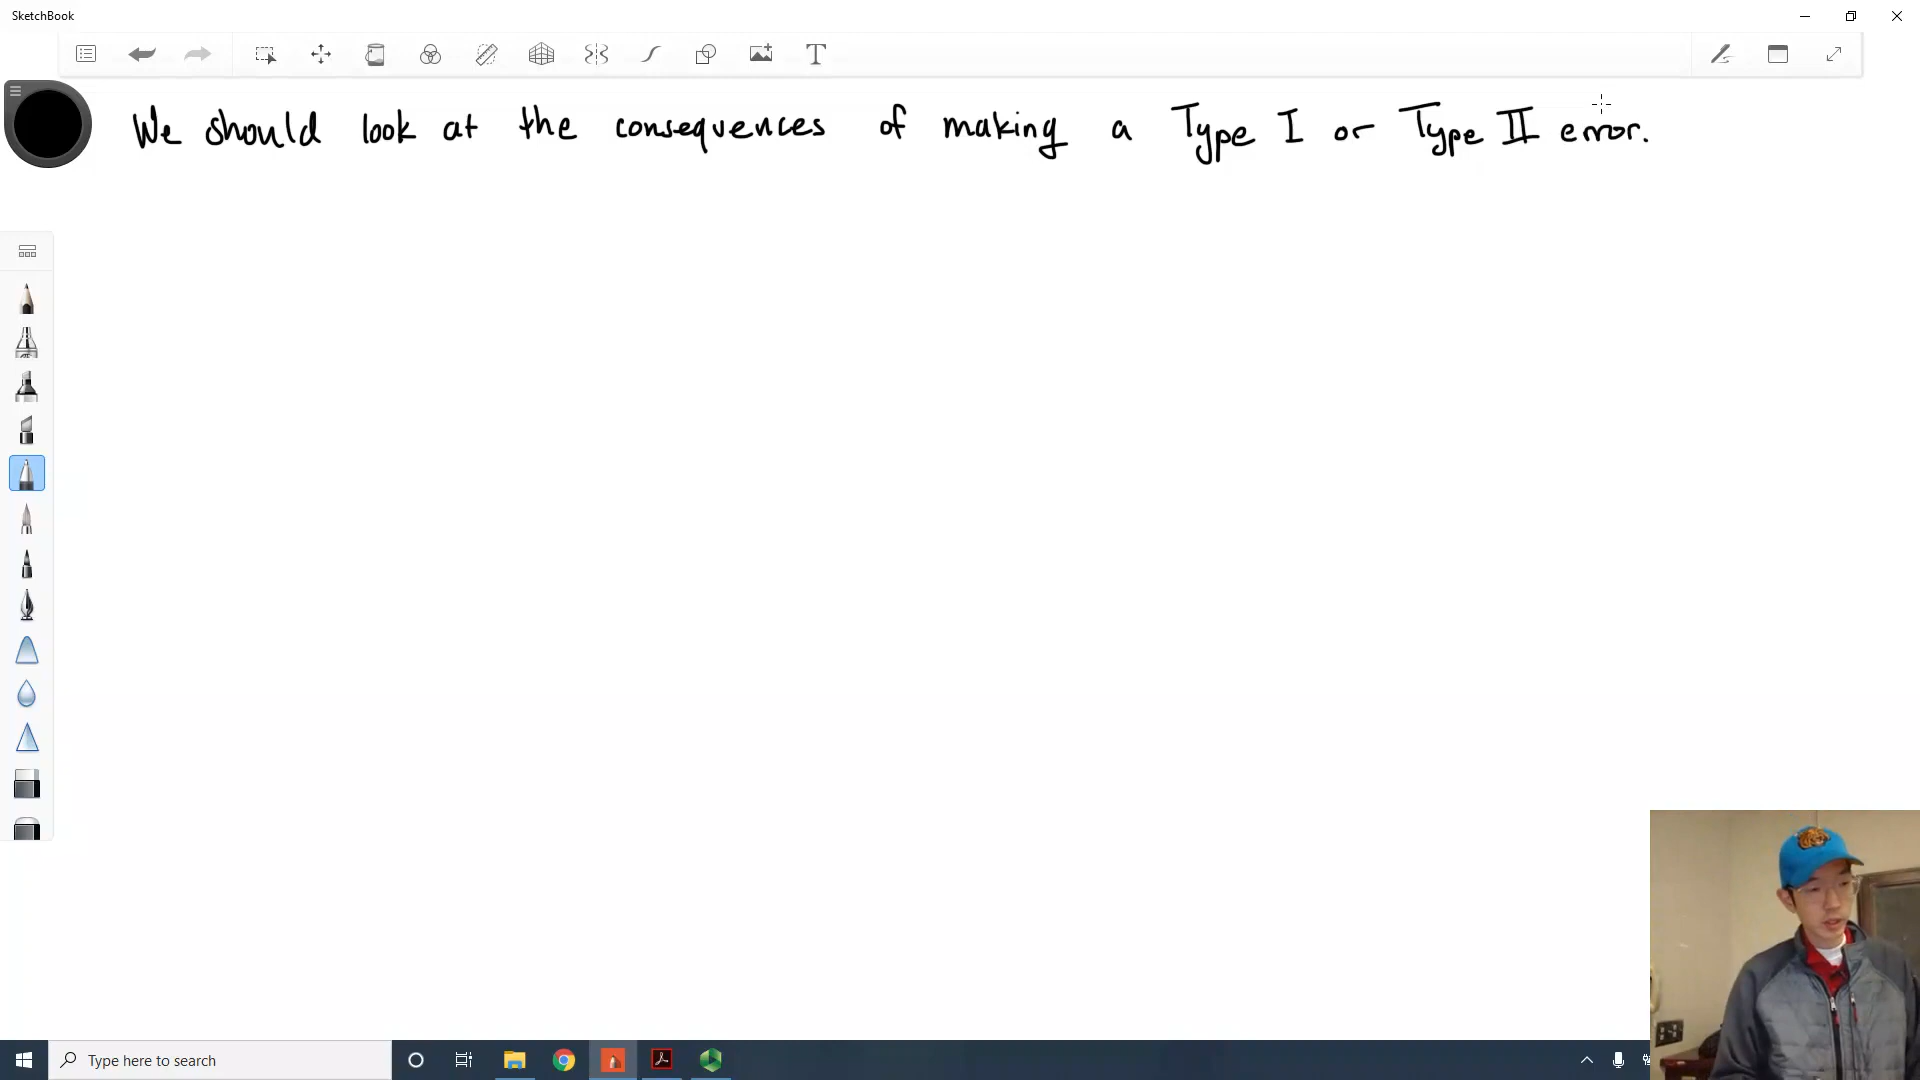 SketchBook
We should look at the consequences of making a Type I or Type II error.
Type here to search